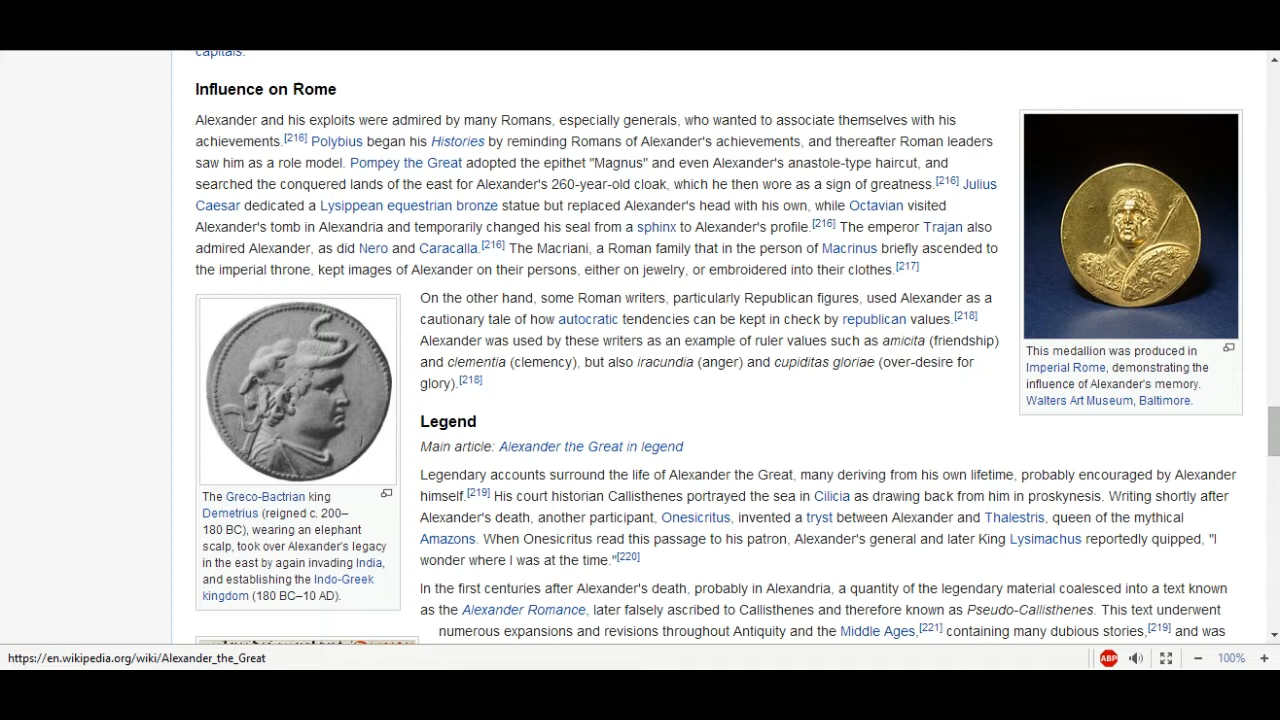 capitals.
Influence on Rome
Alexander and his exploits were admired by many Romans, especially generals, who wanted to associate themselves with his
achievements.[216] Polybius began his Histories by reminding Romans of Alexander's achievements, and thereafter Roman leaders
saw him as a role model. Pompey the Great adopted the epithet "Magnus" and even Alexander's anastole-type haircut, and
searched the conquered lands of the east for Alexander's 260-year-old cloak, which he then wore as a sign of greatness.[216] Julius
Caesar dedicated a Lysippean equestrian bronze statue but replaced Alexander's head with his own, while Octavian visited
Alexander's tomb in Alexandria and temporarily changed his seal from a sphinx to Alexander's profile.[216] The emperor Trajan also
admired Alexander, as did Nero and Caracalla.[216] The Macriani, a Roman family that in the person of Macrinus briefly ascended to
the imperial throne, kept images of Alexander on their persons, either on jewelry, or embroidered into their clothes.[217]
On the other hand, some Roman writers, particularly Republican figures, used Alexander as a
cautionary tale of how autocratic tendencies can be kept in check by republican values.[218]
Alexander was used by these writers as an example of ruler values such as amicita (friendship)
and clementia (clemency), but also iracundia (anger) and cupiditas gloriae (over-desire for
glory).[218]
This medallion was produced in
Imperial Rome, demonstrating the
influence of Alexander's memory.
Walters Art Museum, Baltimore.
The Greco-Bactrian king
Demetrius (reigned c. 200–
180 BC), wearing an elephant
scalp, took over Alexander's legacy
in the east by again invading India,
and establishing the Indo-Greek
kingdom (180 BC–10 AD).
Legend
Main article: Alexander the Great in legend
Legendary accounts surround the life of Alexander the Great, many deriving from his own lifetime, probably encouraged by Alexander
himself.[219] His court historian Callisthenes portrayed the sea in Cilicia as drawing back from him in proskynesis. Writing shortly after
Alexander's death, another participant, Onesicritus, invented a tryst between Alexander and Thalestris, queen of the mythical
Amazons. When Onesicritus read this passage to his patron, Alexander's general and later King Lysimachus reportedly quipped, "I
wonder where I was at the time."[220]
In the first centuries after Alexander's death, probably in Alexandria, a quantity of the legendary material coalesced into a text known
as the Alexander Romance, later falsely ascribed to Callisthenes and therefore known as Pseudo-Callisthenes. This text underwent
numerous expansions and revisions throughout Antiquity and the Middle Ages,[221] containing many dubious stories,[219] and was
https://en.wikipedia.org/wiki/Alexander_the_Great
ABP
100%